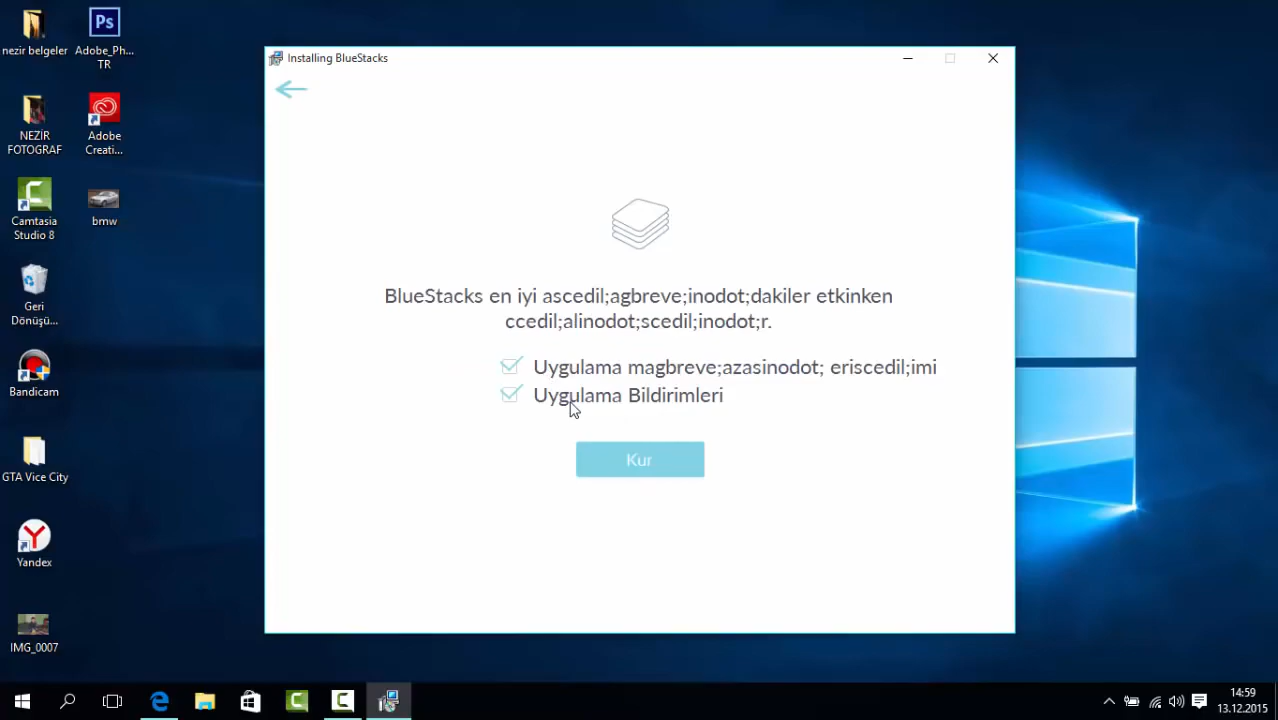 nezir belgeler
Adobe_Ph...
TR
Ps
NEZİR
FOTOGRAF
Adobe
Creati...
Camtasia
Studio 8
bmw
Geri
Dönüşü...
Bandicam
GTA Vice City
Yandex
IMG_0007
Installing BlueStacks
BlueStacks en iyi ascedil;agbreve;inodot;dakiler etkinken
ccedil;alinodot;scedil;inodot;r.
Uygulama magbreve;azasinodot; eriscedil;imi
Uygulama Bildirimleri
Kur
14:59
13.12.2015